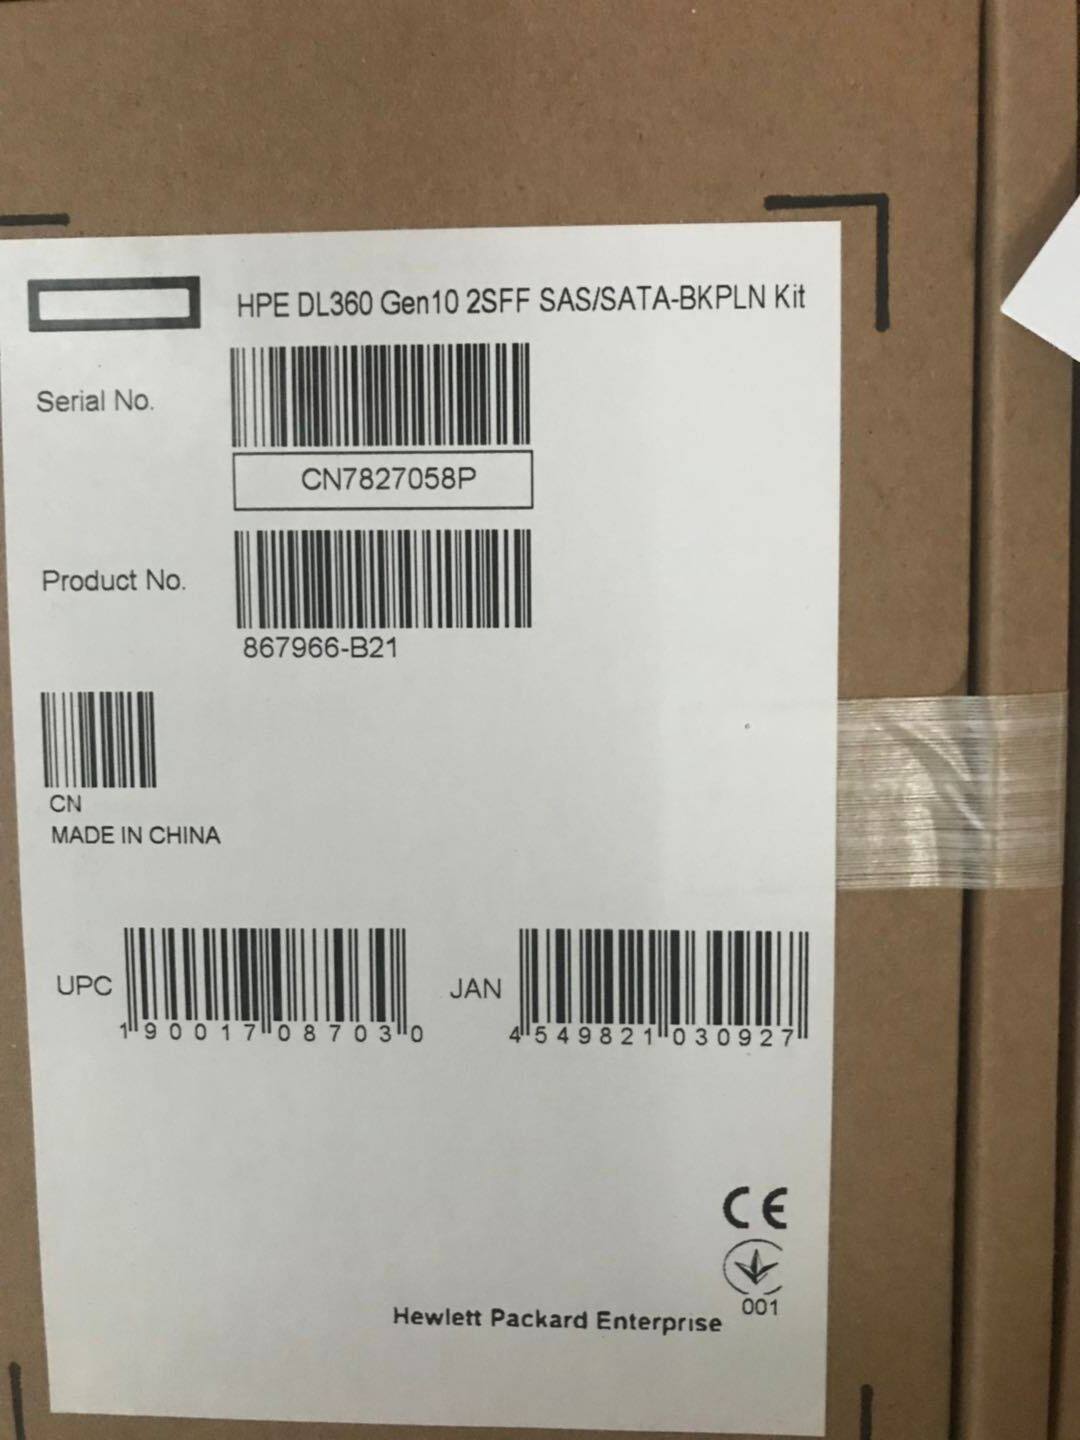 HPE DL360 Gen10 2SFF SAS/SATA-BKPLN Kit
Serial No.
CN7827058P
Product No.
867966-B21
CN
MADE IN CHINA
UPC
1 90017 08703 0
JAN
4 549821 030927
CE
001
Hewlett Packard Enterprise